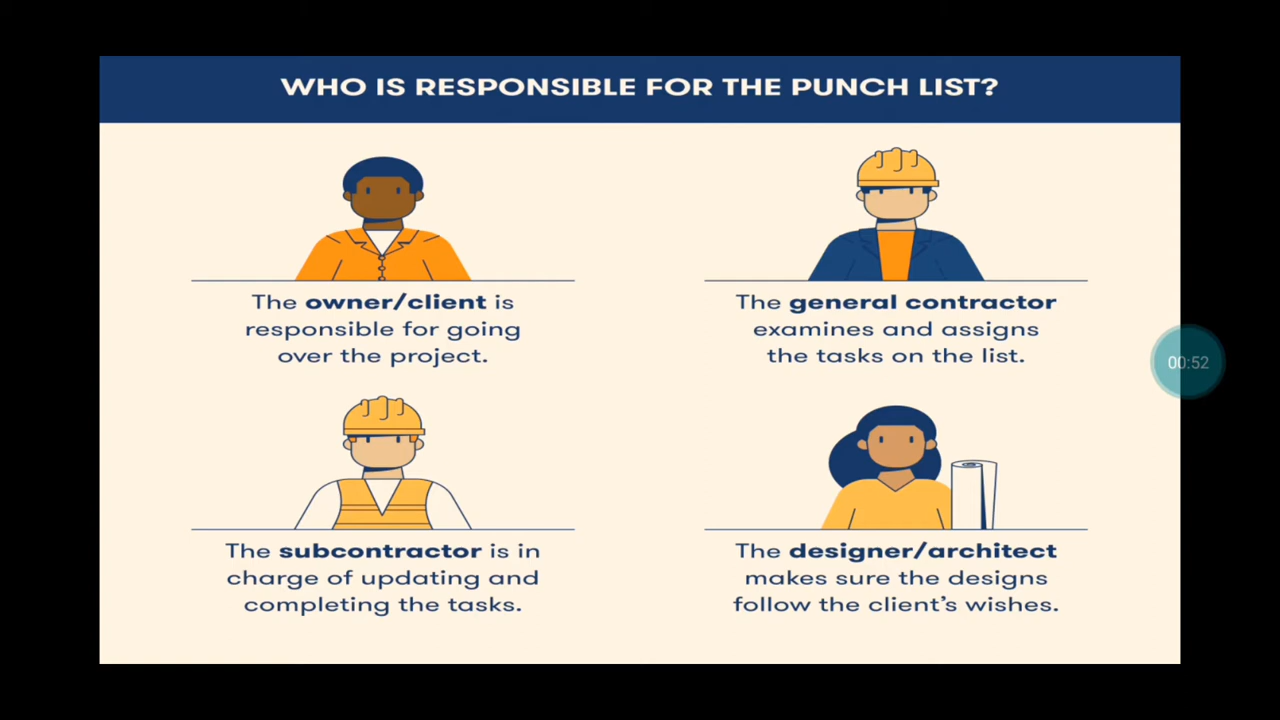 WHO IS RESPONSIBLE FOR THE PUNCH LIST?
The owner/client is
responsible for going
over the project.
The general contractor
examines and assigns
the tasks on the list.
00:52
The subcontractor is in
charge of updating and
completing the tasks.
The designer/architect
makes sure the designs
follow the client’s wishes.